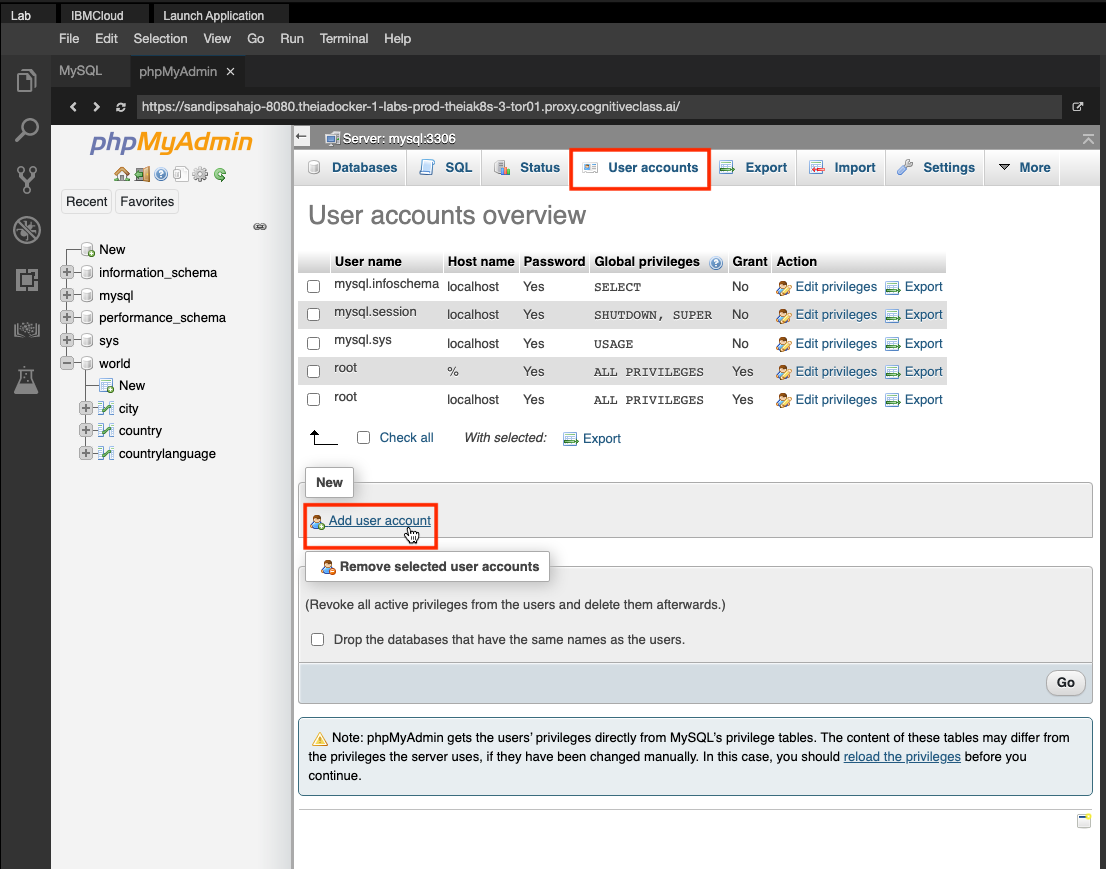 Lab IBMCloud Launch Application
File Edit Selection View Go Run Terminal Help
MySQL phpMyAdmin ×
https://sandipsahajo-8080.theiadocker-1-labs-prod-theiak8s-3-tor01.proxy.cognitiveclass.ai/
phpMyAdmin
Recent Favorites
New
information_schema
mysql
performance_schema
sys
world
New
city
country
countrylanguage
Server: mysql:3306
Databases SQL Status User accounts Export Import Settings More
User accounts overview
User name Host name Password Global privileges Grant Action
mysql.infoschema localhost Yes SELECT No Edit privileges Export
mysql.session localhost Yes SHUTDOWN, SUPER No Edit privileges Export
mysql.sys localhost Yes USAGE No Edit privileges Export
root % Yes ALL PRIVILEGES Yes Edit privileges Export
root localhost Yes ALL PRIVILEGES Yes Edit privileges Export
Check all With selected: Export
New
Add user account
Remove selected user accounts
(Revoke all active privileges from the users and delete them afterwards.)
Drop the databases that have the same names as the users.
Go
Note: phpMyAdmin gets the users' privileges directly from MySQL's privilege tables. The content of these tables may differ from
the privileges the server uses, if they have been changed manually. In this case, you should reload the privileges before you
continue.